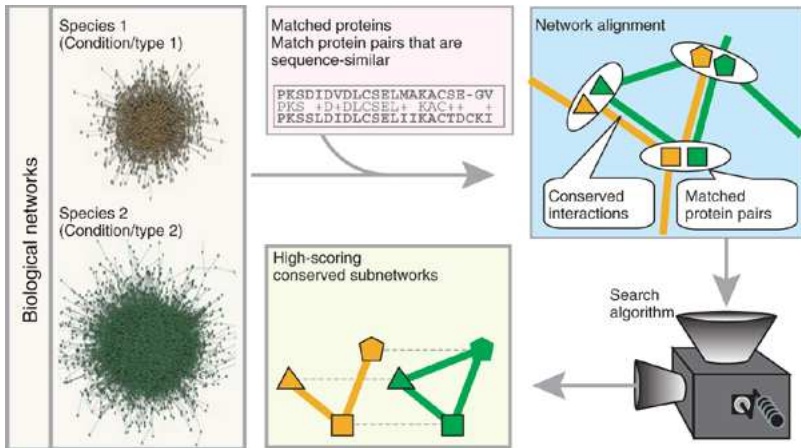 Biological networks
Species 1
(Condition/type 1)
Species 2
(Condition/type 2)
Matched proteins
Match protein pairs that are
sequence-similar
PKSDIDVDLCSELMAKACSE-GV
PKS +D+DLCSEL+ KAC++ +
PKSSLDIDLCSELIIKACTDCKI
Network alignment
Conserved
interactions
Matched
protein pairs
Search
algorithm
High-scoring
conserved subnetworks